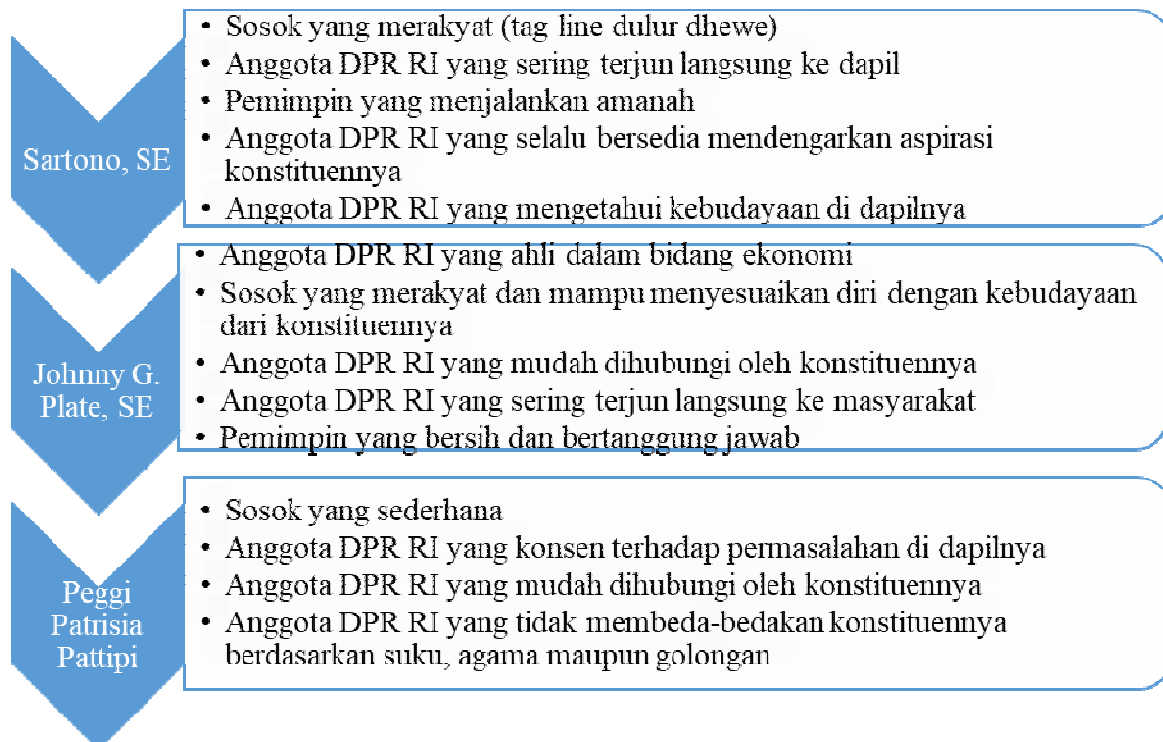 Sartono, SE
• Sosok yang merakyat (tag line dulur dhewe)
• Anggota DPR RI yang sering terjun langsung ke dapil
• Pemimpin yang menjalankan amanah
• Anggota DPR RI yang selalu bersedia mendengarkan aspirasi
konstituennya
• Anggota DPR RI yang mengetahui kebudayaan di dapilnya
Johnny G.
Plate, SE
• Anggota DPR RI yang ahli dalam bidang ekonomi
• Sosok yang merakyat dan mampu menyesuaikan diri dengan kebudayaan
dari konstituennya
• Anggota DPR RI yang mudah dihubungi oleh konstituennya
• Anggota DPR RI yang sering terjun langsung ke masyarakat
• Pemimpin yang bersih dan bertanggung jawab
Peggi
Patrisia
Pattipi
• Sosok yang sederhana
• Anggota DPR RI yang konsen terhadap permasalahan di dapilnya
• Anggota DPR RI yang mudah dihubungi oleh konstituennya
• Anggota DPR RI yang tidak membeda-bedakan konstituennya
berdasarkan suku, agama maupun golongan